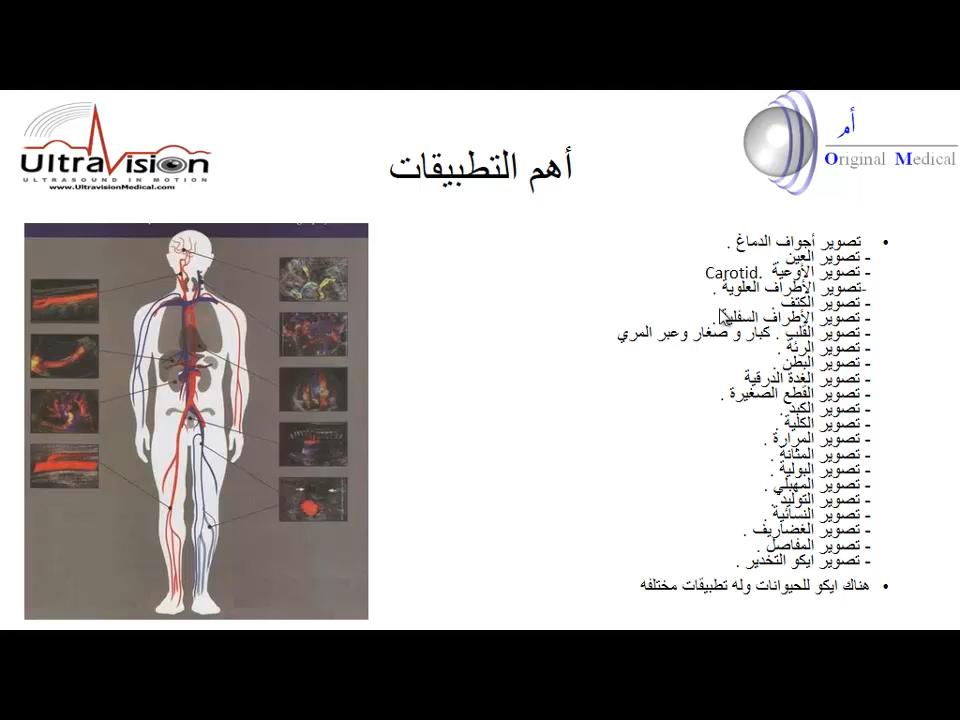 UltraVision
ULTRASOUND IN MOTION
www.UltravisionMedical.com
أم
Original Medical
أهم التطبيقات
• تصوير أجواف الدماغ .
- تصوير العين
- تصوير الأوعية .Carotid
-تصوير الأطراف العلوية .
- تصوير الكتف .
- تصوير الأطراف السفلية .
- تصوير القلب . كبار و صغار وعبر المري
- تصوير الرئة .
- تصوير البطن .
- تصوير الغدة الدرقية
- تصوير القطع الصغيرة .
- تصوير الكبد .
- تصوير الكلية .
- تصوير المرارة .
- تصوير المثانة .
- تصوير البولية .
- تصوير المهبلي .
- تصوير التوليد .
- تصوير النسائية .
- تصوير الغضاريف .
- تصوير المفاصل .
- تصوير ايكو التخدير .
• هناك ايكو للحيوانات وله تطبيقات مختلفه